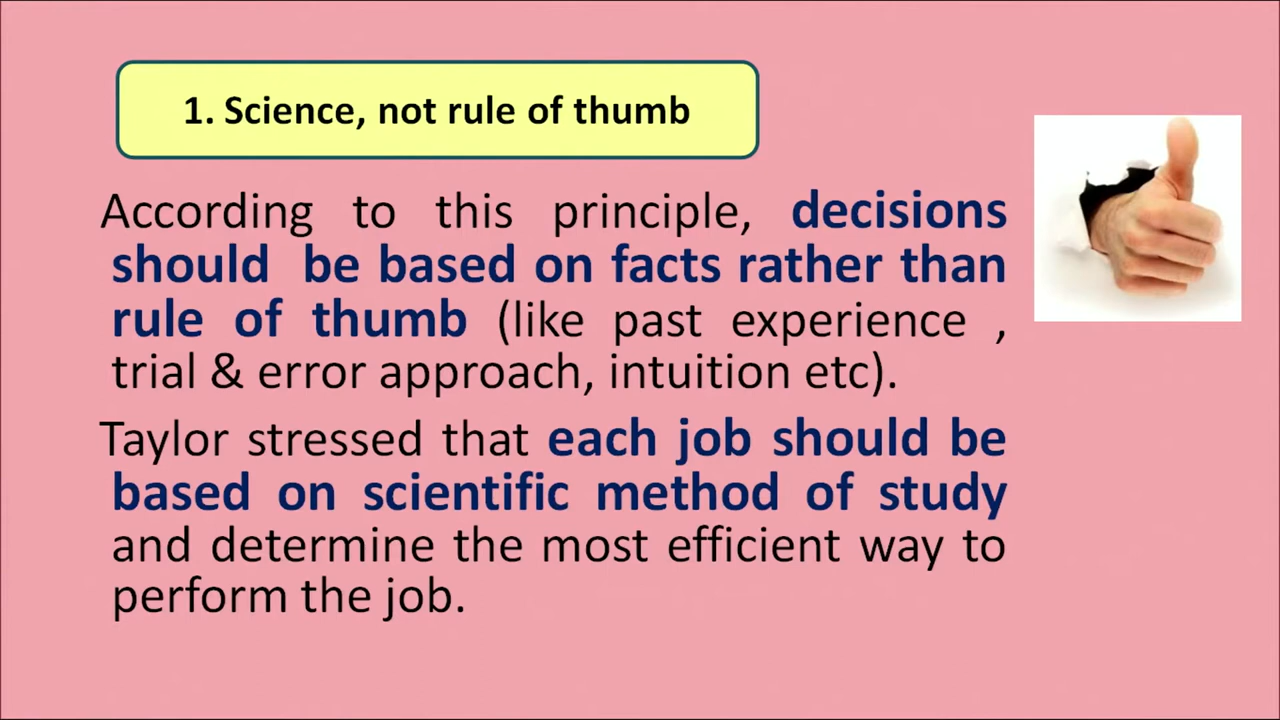 1. Science, not rule of thumb
According to this principle, decisions
should be based on facts rather than
rule of thumb (like past experience ,
trial & error approach, intuition etc).
Taylor stressed that each job should be
based on scientific method of study
and determine the most efficient way to
perform the job.